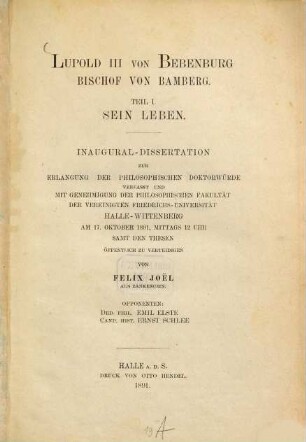 LUPOLD III VON BEBENBURG
BISCHOF VON BAMBERG.
TEIL I.
SEIN LEBEN.
INAUGURAL-DISSERTATION
ZUR
ERLANGUNG DER PHILOSOPHISCHEN DOKTORWÜRDE
VERFASST UND
MIT GENEHMIGUNG DER PHILOSOPHISCHEN FAKULTÄT
DER VEREINIGTEN FRIEDRICHS-UNIVERSITÄT
HALLE-WITTENBERG
AM 17. OKTOBER 1891, MITTAGS 12 UHR
SAMT DEN THESEN
ÖFFENTLICH ZU VERTEIDIGEN
VON
FELIX JOËL
AUS
OPPONENTEN:
PHIL. EMIL ELSTE
CAND. HIST. ERNST SCHLEE
HALLE A. D. S.
DRUCK VON OTTO HENDEL.
1891.